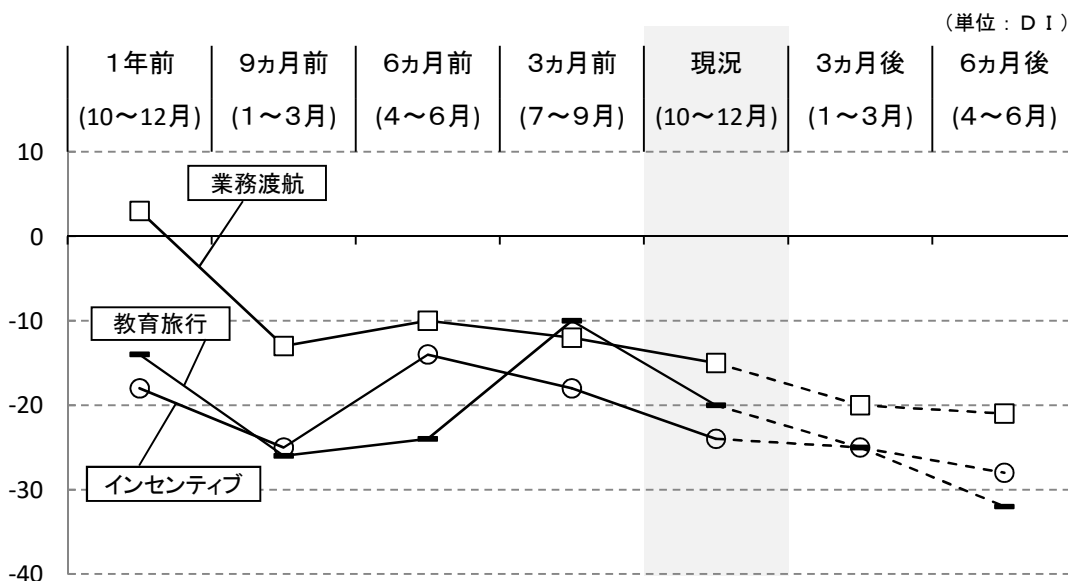 （単位：ＤＩ）
1年前 9ヵ月前 6ヵ月前 3ヵ月前 現況 3ヵ月後 6ヵ月後
(10～12月) (1～3月) (4～6月) (7～9月) (10～12月) (1～3月) (4～6月)
10
業務渡航
0
-10
教育旅行
-20
インセンティブ
-30
-40